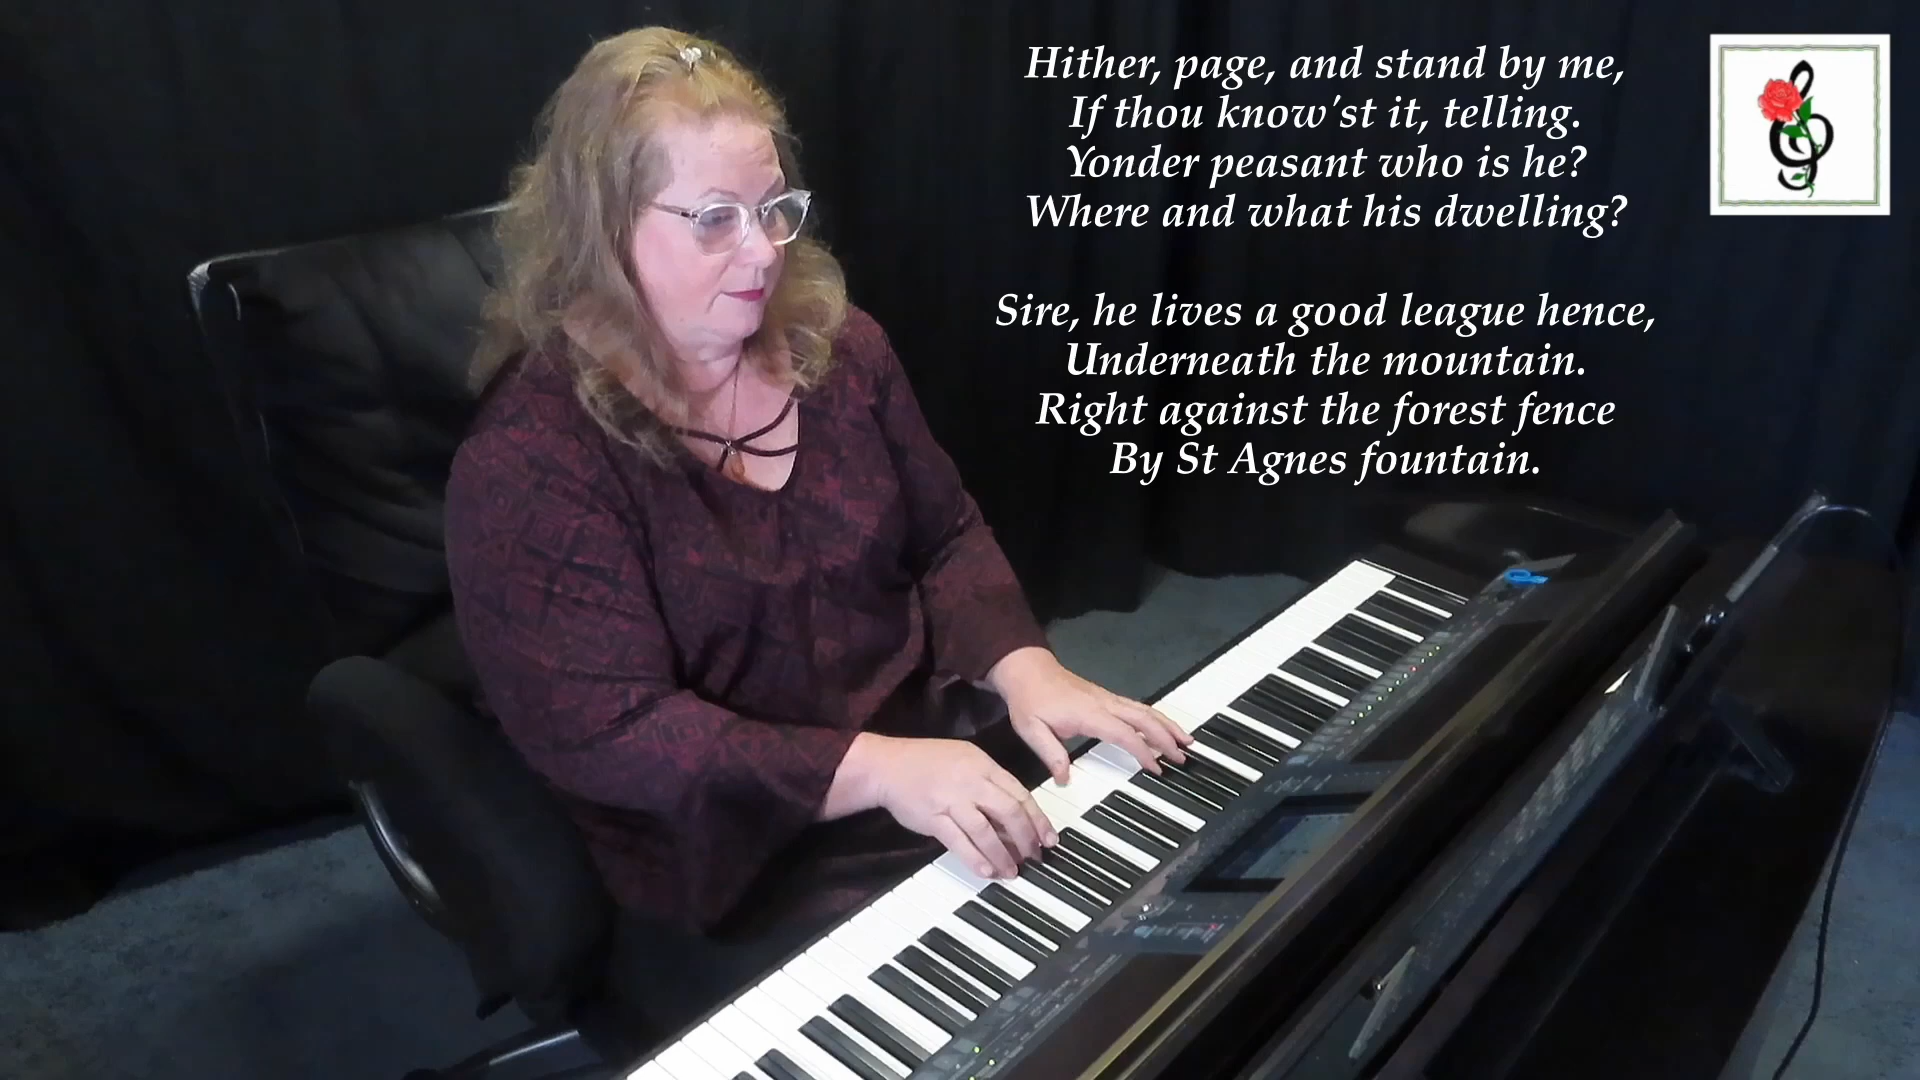 Hither, page, and stand by me,
If thou know'st it, telling.
Yonder peasant who is he?
Where and what his dwelling?
Sire, he lives a good league hence,
Underneath the mountain.
Right against the forest fence
By St Agnes fountain.